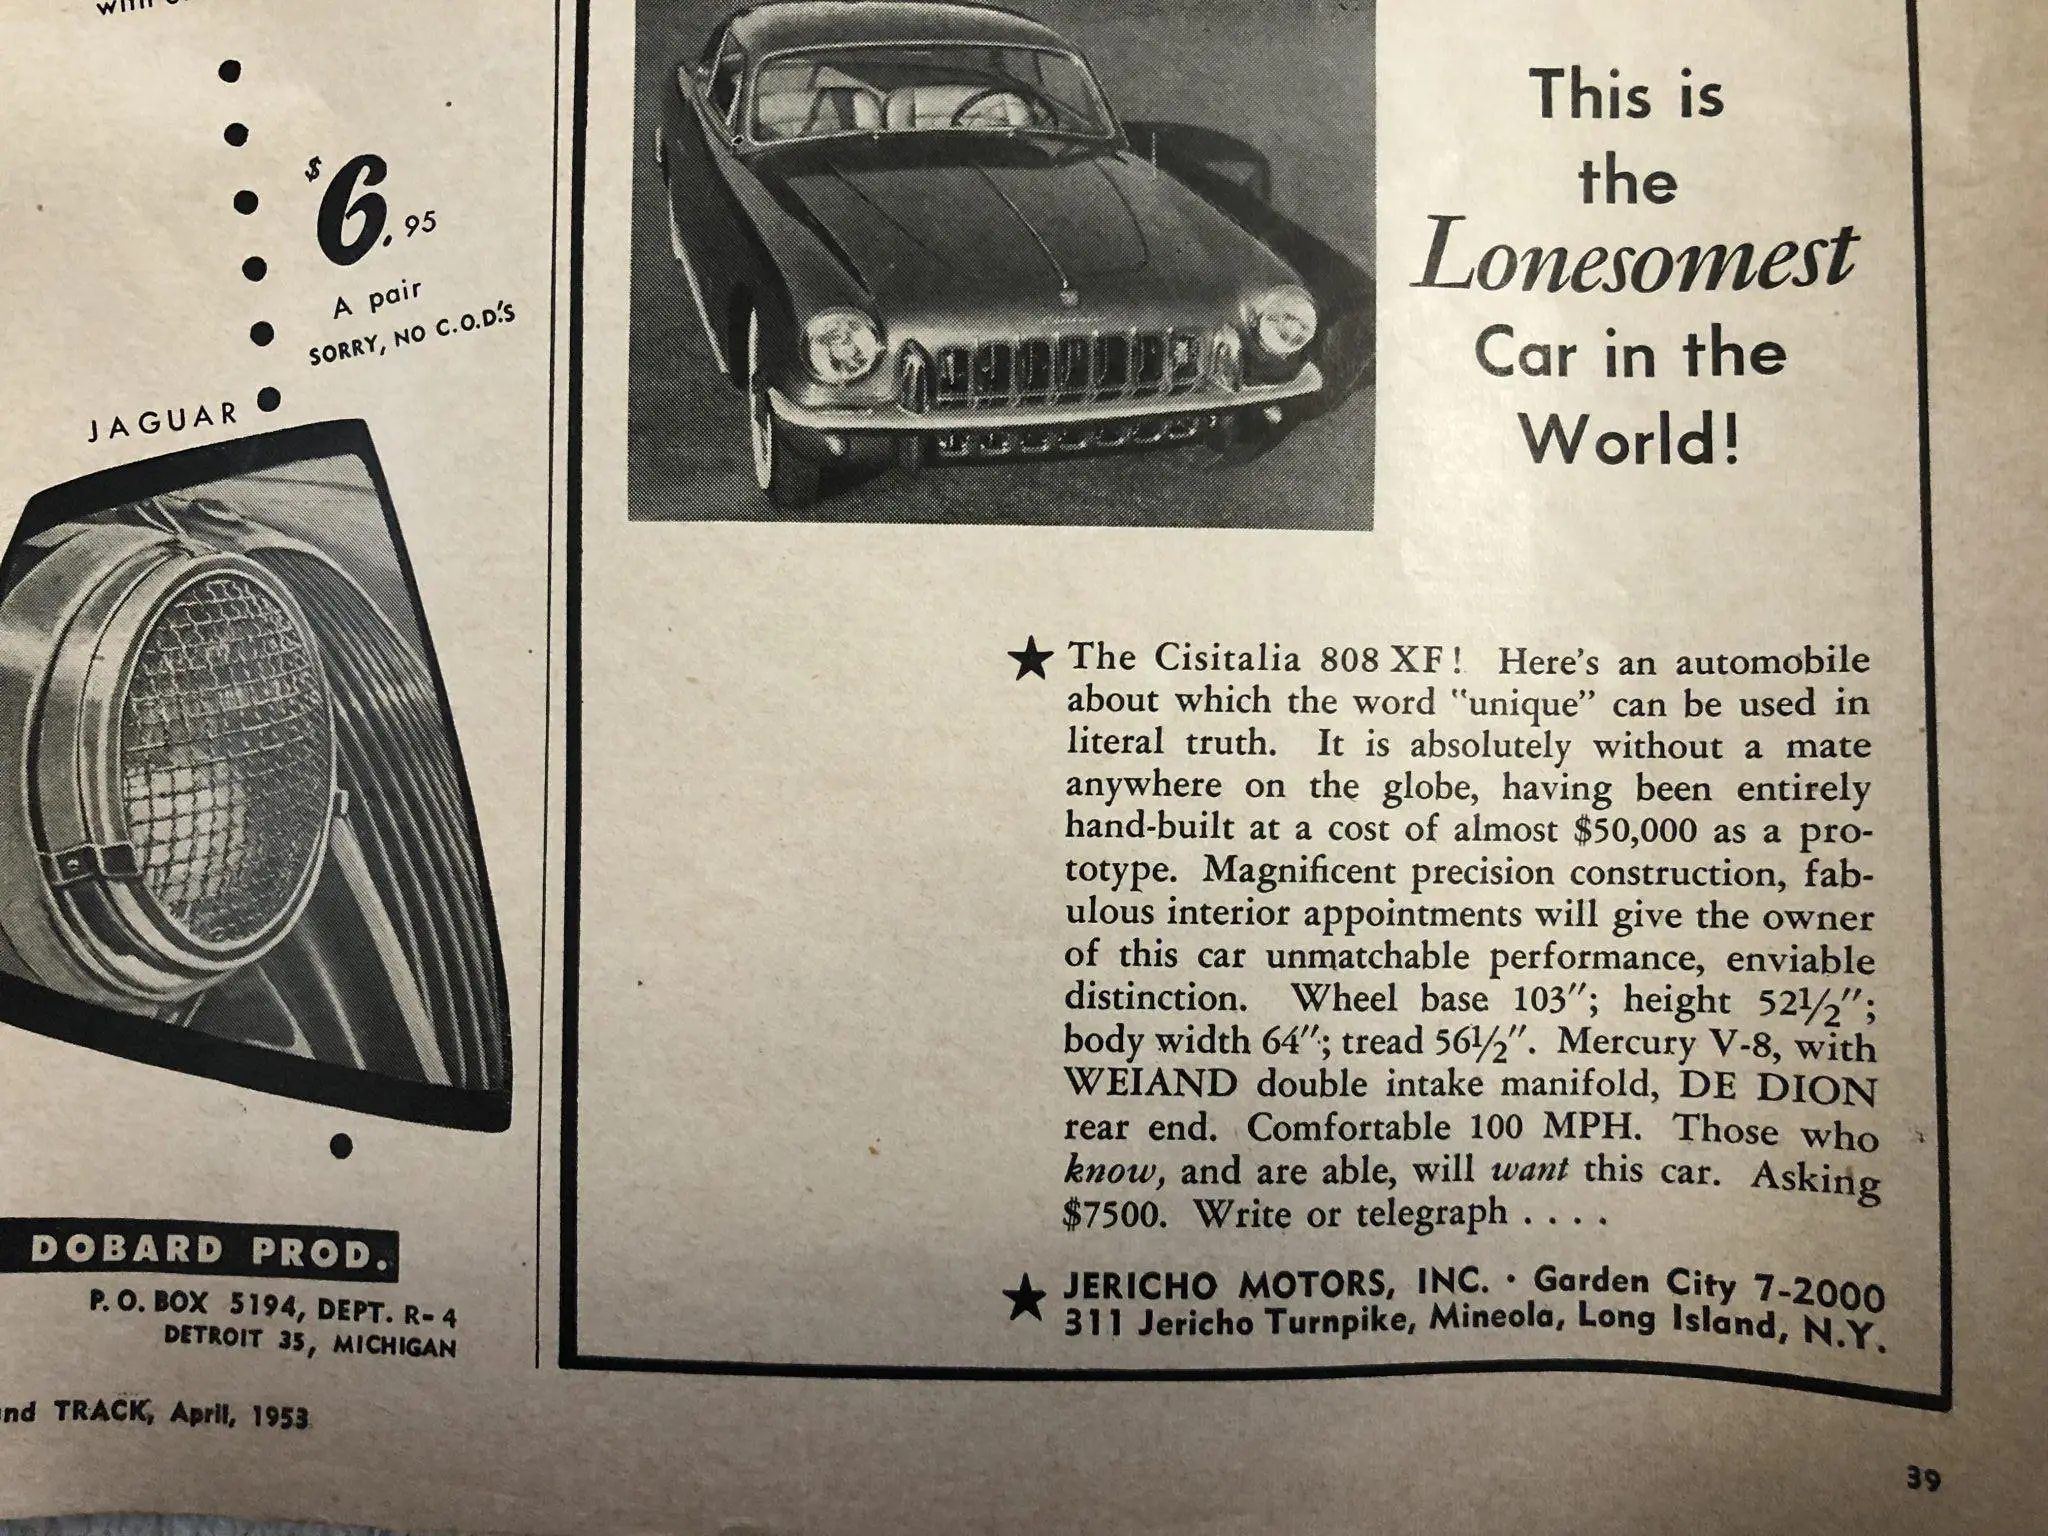 $6.95
A pair
SORRY, NO C.O.D.'S
JAGUAR
DOBARD PROD.
P. O. BOX 5194, DEPT. R-4
DETROIT 35, MICHIGAN
TRACK, April, 1953
This is
the
Lonesomest
Car in the
World!
★ The Cisitalia 808 XF! Here's an automobile
about which the word "unique" can be used in
literal truth. It is absolutely without a mate
anywhere on the globe, having been entirely
hand-built at a cost of almost $50,000 as a pro-
totype. Magnificent precision construction, fab-
ulous interior appointments will give the owner
of this car unmatchable performance, enviable
distinction. Wheel base 103"; height 52½";
body width 64"; tread 56½". Mercury V-8, with
WEIAND double intake manifold, DE DION
rear end. Comfortable 100 MPH. Those who
know, and are able, will want this car. Asking
$7500. Write or telegraph . . . .
★ JERICHO MOTORS, INC. • Garden City 7-2000
311 Jericho Turnpike, Mineola, Long Island, N.Y.
39